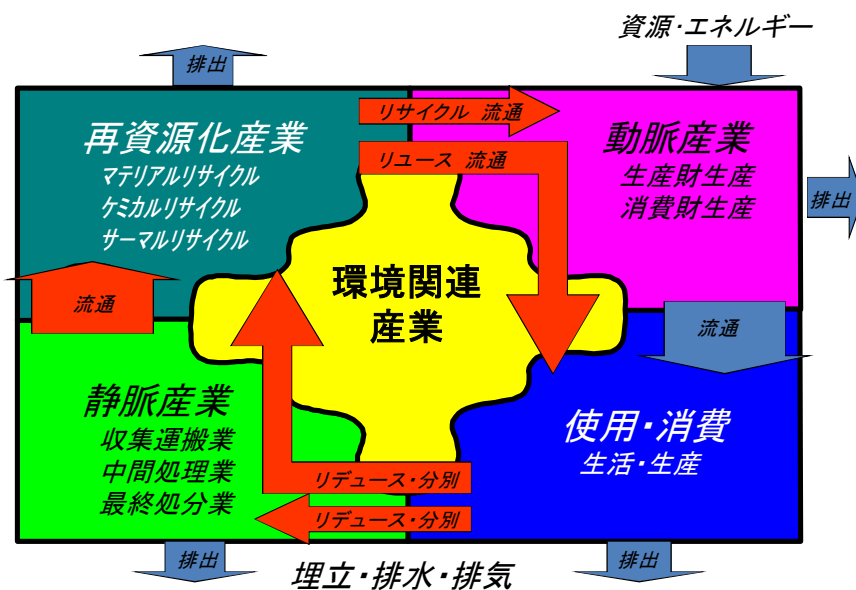 資源・エネルギー
排出
リサイクル 流通
再資源化産業
マテリアルリサイクル
ケミカルリサイクル
サーマルリサイクル
リユース 流通
動脈産業
生産財生産
消費財生産
排出
環境関連
産業
流通
流通
静脈産業
収集運搬業
中間処理業
最終処分業
使用・消費
生活・生産
リデュース・分別
リデュース・分別
排出
排出
埋立・排水・排気